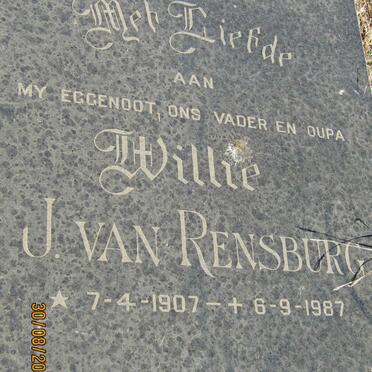 Met Liefde
AAN
MY EGGENOOT, ONS VADER EN OUPA
Willie
J. VAN RENSBURG
* 7-4-1907 - + 6-9-1987
30/08/20